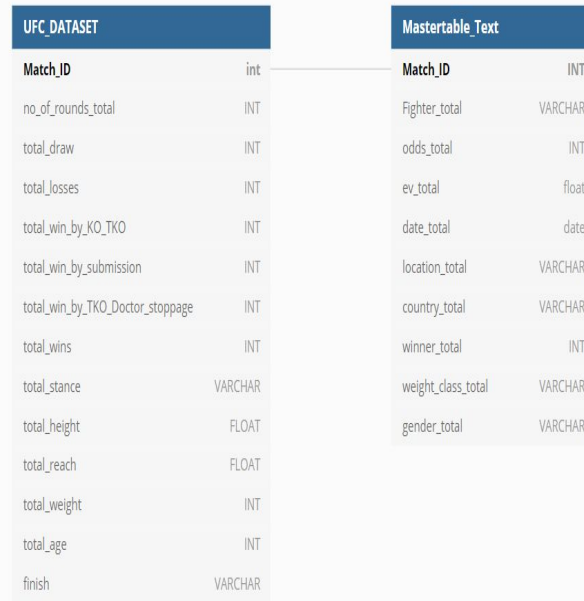 UFC_DATASET
Match_ID int
no_of_rounds_total INT
total_draw INT
total_losses INT
total_win_by_KO_TKO INT
total_win_by_submission INT
total_win_by_TKO_Doctor_stoppage INT
total_wins INT
total_stance VARCHAR
total_height FLOAT
total_reach FLOAT
total_weight INT
total_age INT
finish VARCHAR
Mastertable_Text
Match_ID INT
Fighter_total VARCHAR
odds_total INT
ev_total float
date_total date
location_total VARCHAR
country_total VARCHAR
winner_total INT
weight_class_total VARCHAR
gender_total VARCHAR